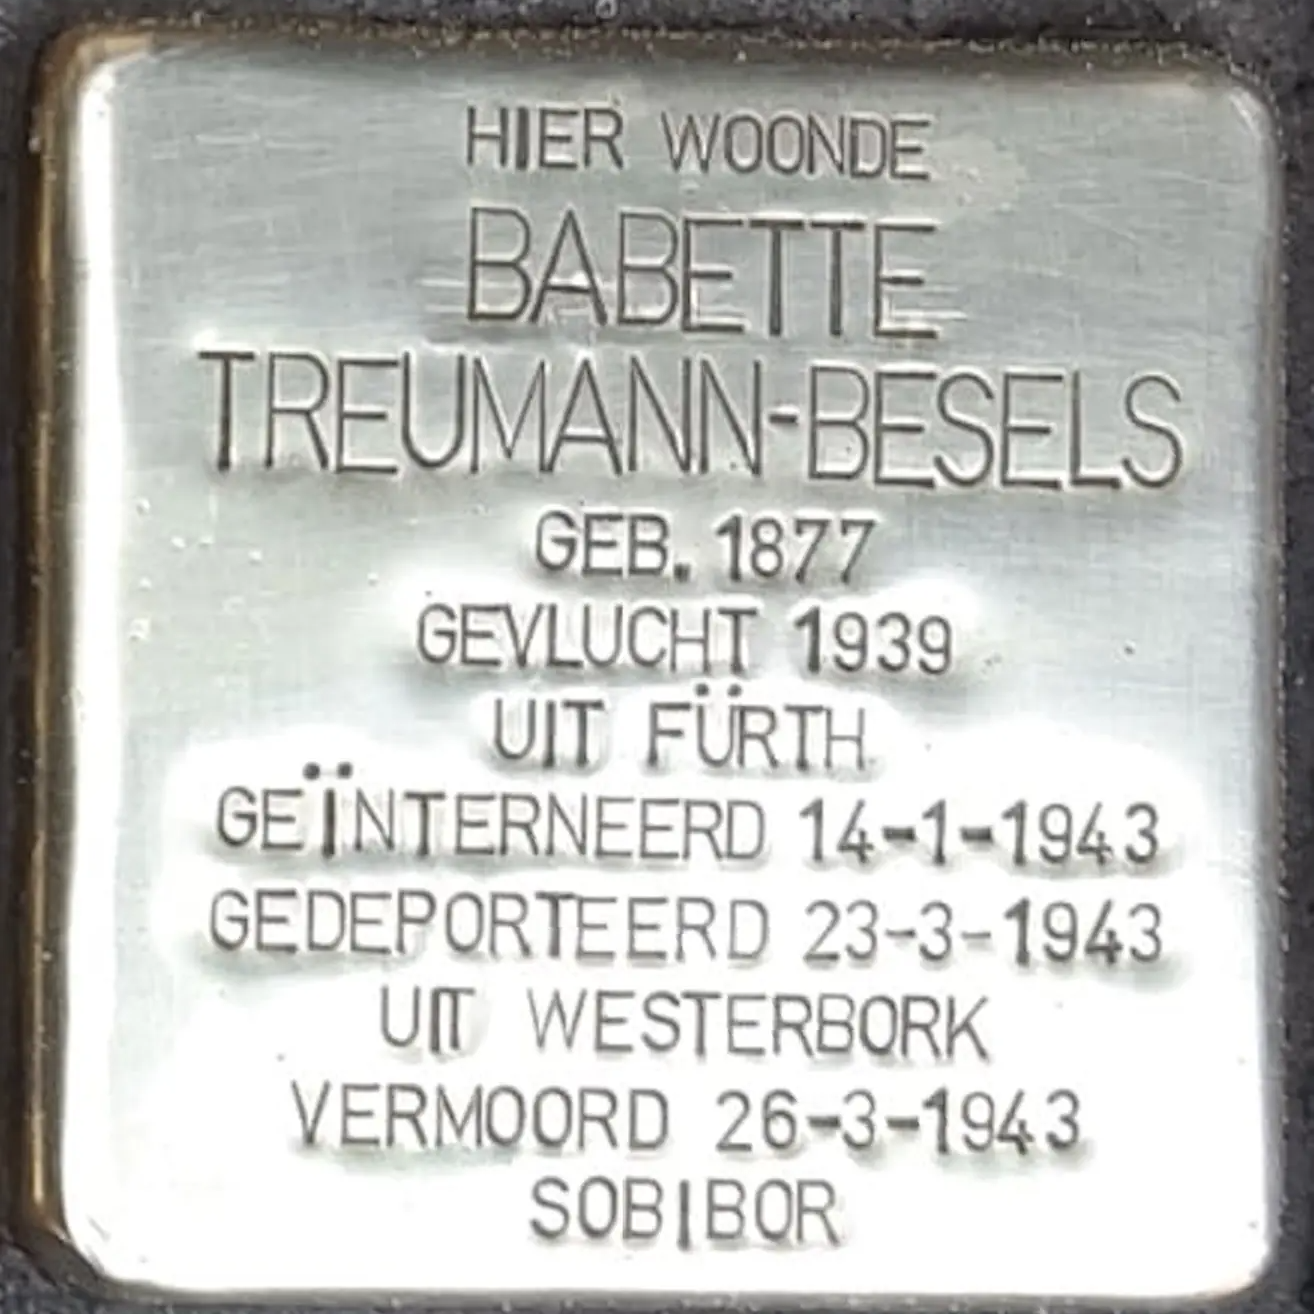 HIER WOONDE
BABETTE
TREUMANN-BESELS
GEB. 1877
GEVLUCHT 1939
UIT FÜRTH
GEÏNTERNEERD 14-1-1943
GEDEPORTEERD 23-3-1943
UIT WESTERBORK
VERMOORD 26-3-1943
SOBIBOR